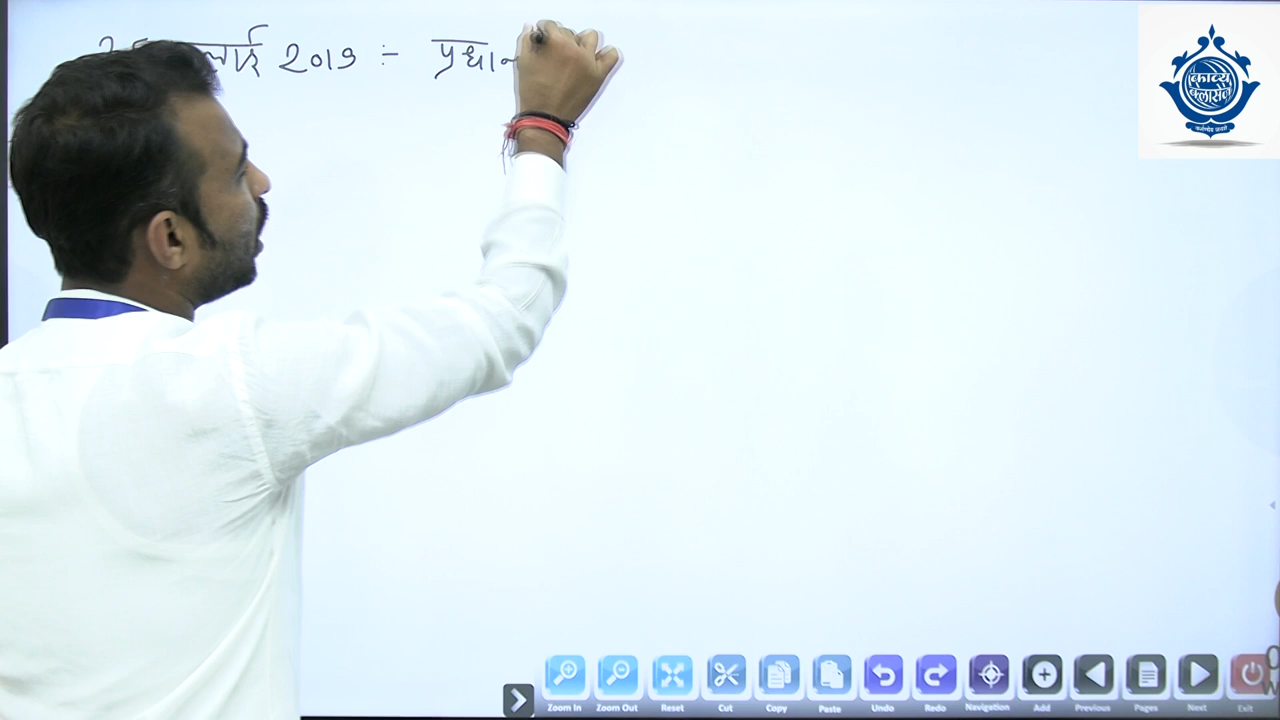 2019 :- प्रधान
काव्य
क्लासेस
Zoom In Zoom Out Reset Cut Copy Paste Undo Redo Navigation Add Previous Pages Next Exit